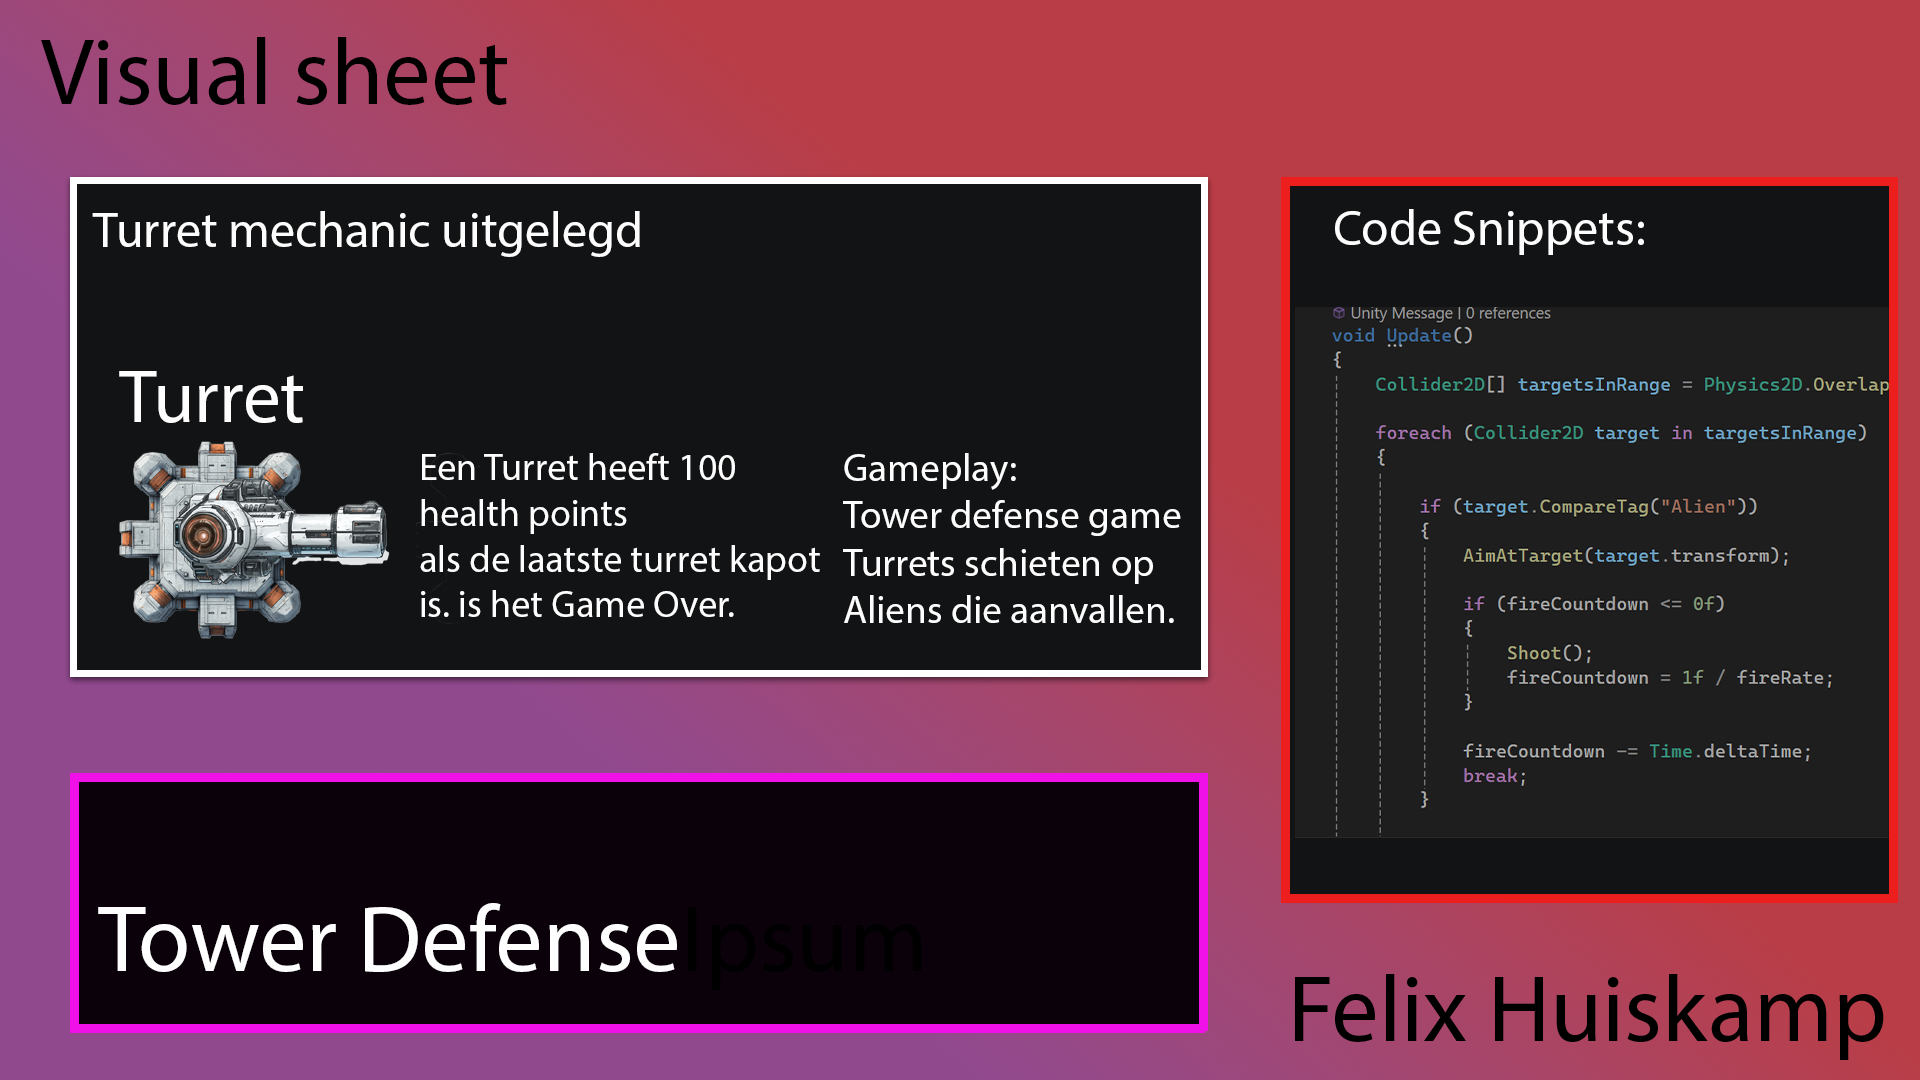 Visual sheet
Turret mechanic uitgelegd
Turret
Een Turret heeft 100
health points
als de laatste turret kapot
is. is het Game Over.
Gameplay:
Tower defense game
Turrets schieten op
Aliens die aanvallen.
Code Snippets:
Unity Message | 0 references
void Update()
{
Collider2D[] targetsInRange = Physics2D.Overlap
foreach (Collider2D target in targetsInRange)
{
if (target.CompareTag("Alien"))
{
AimAtTarget(target.transform);
if (fireCountdown <= 0f)
{
Shoot();
fireCountdown = 1f / fireRate;
}
fireCountdown -= Time.deltaTime;
break;
}
Tower Defense Ipsum
Felix Huiskamp